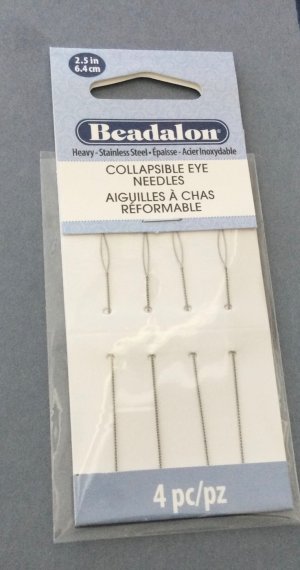 2.5 in
6.4 cm
Beadalon®
Heavy - Stainless Steel • Épaisse - Acier Inoxydable
COLLAPSIBLE EYE
NEEDLES
AIGUILLES À CHAS
RÉFORMABLE
4 pc/pz